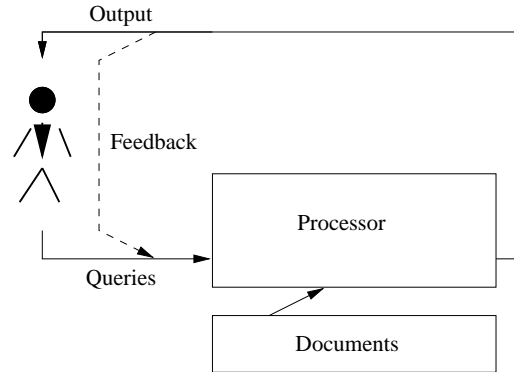 Output
Feedback
Processor
Queries
Documents